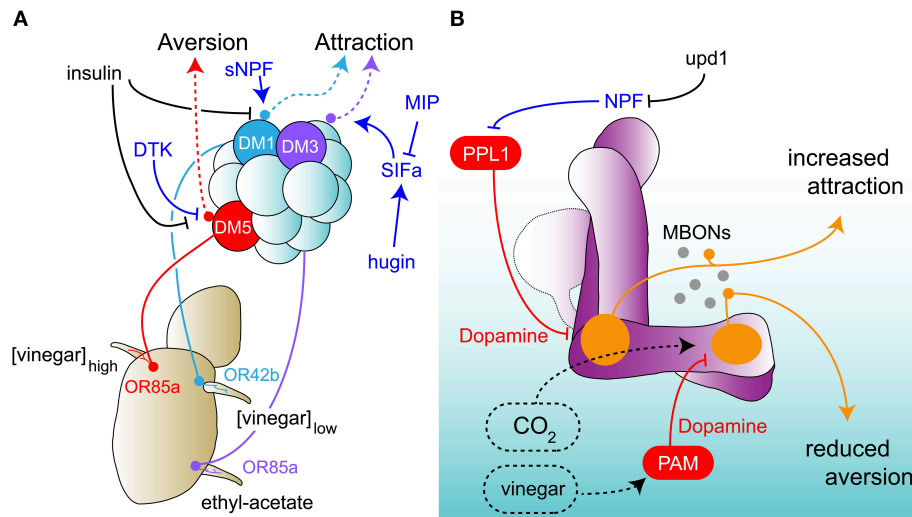 A
Aversion
Attraction
insulin
sNPF
MIP
DM1
DM3
DTK
SIFa
DM5
hugin
[vinegar]high
OR85a
OR42b
[vinegar]low
OR85a
ethyl-acetate
B
upd1
NPF
PPL1
increased
attraction
MBONs
Dopamine
CO2
Dopamine
PAM
vinegar
reduced
aversion